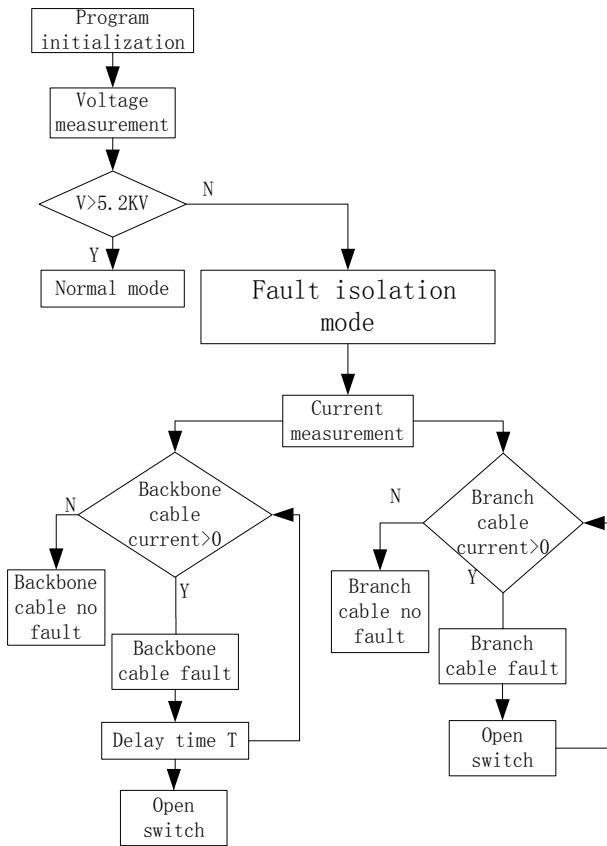 Program
initialization
Voltage
measurement
V>5.2KV
N
Y
Normal mode
Fault isolation
mode
Current
measurement
Backbone
cable
current>0
N
Y
Backbone
cable no
fault
Backbone
cable fault
Delay time T
Open
switch
Branch
cable
current>0
N
Y
Branch
cable no
fault
Branch
cable fault
Open
switch